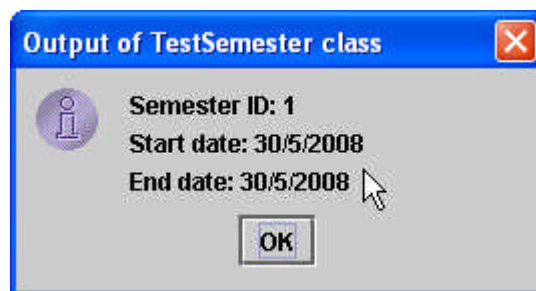 Output of TestSemester class
Semester ID: 1
Start date: 30/5/2008
End date: 30/5/2008
OK